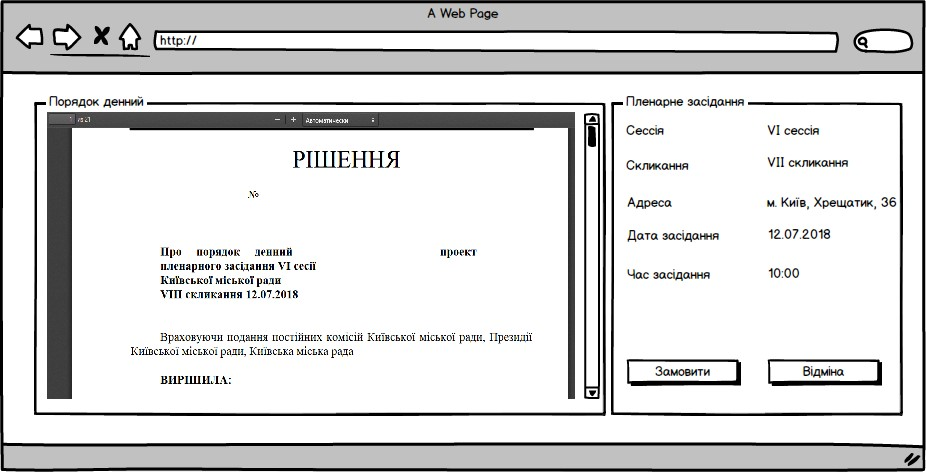 A Web Page
http://
Порядок денний
1 из 21
Автоматически
РІШЕННЯ
№
Про порядок денний проект
пленарного засідання VI сесії
Київської міської ради
VIII скликання 12.07.2018
Враховуючи подання постійних комісій Київської міської ради, Президії
Київської міської ради, Київська міська рада
ВИРІШИЛА:
Пленарне засідання
Сессія VI сессія
Скликання VII скликання
Адреса м. Київ, Хрещатик, 36
Дата засідання 12.07.2018
Час засідання 10:00
Замовити Відміна